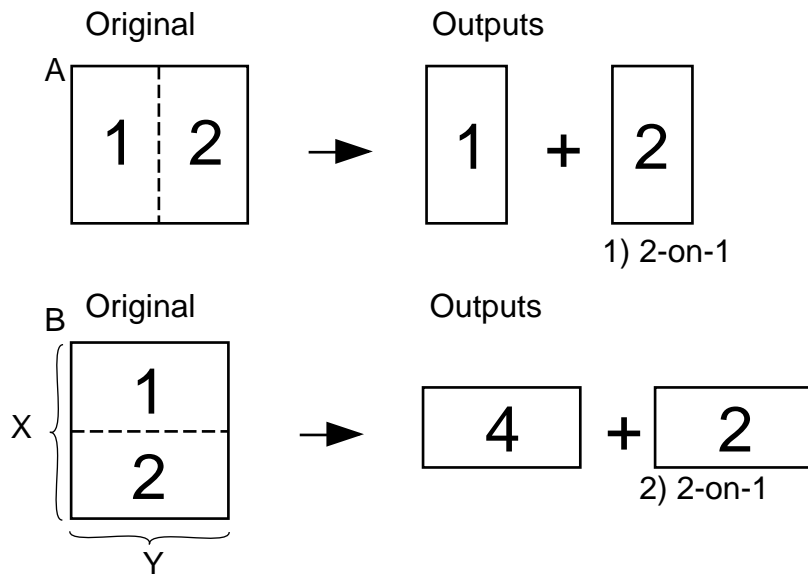 Original Outputs
A
1 2 1 + 2
1) 2-on-1
Original Outputs
B
1
X
2
4 + 2
2) 2-on-1
Y